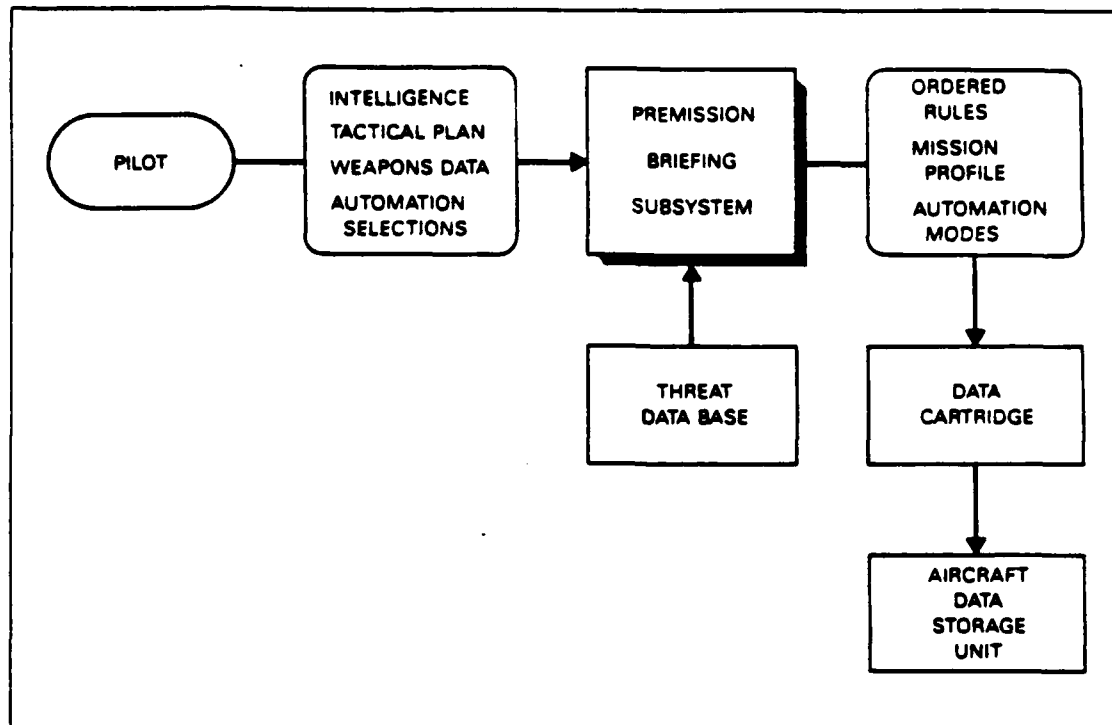 PILOT
INTELLIGENCE
TACTICAL PLAN
WEAPONS DATA
AUTOMATION
SELECTIONS
PREMISSION
BRIEFING
SUBSYSTEM
ORDERED
RULES
MISSION
PROFILE
AUTOMATION
MODES
THREAT
DATA BASE
DATA
CARTRIDGE
AIRCRAFT
DATA
STORAGE
UNIT